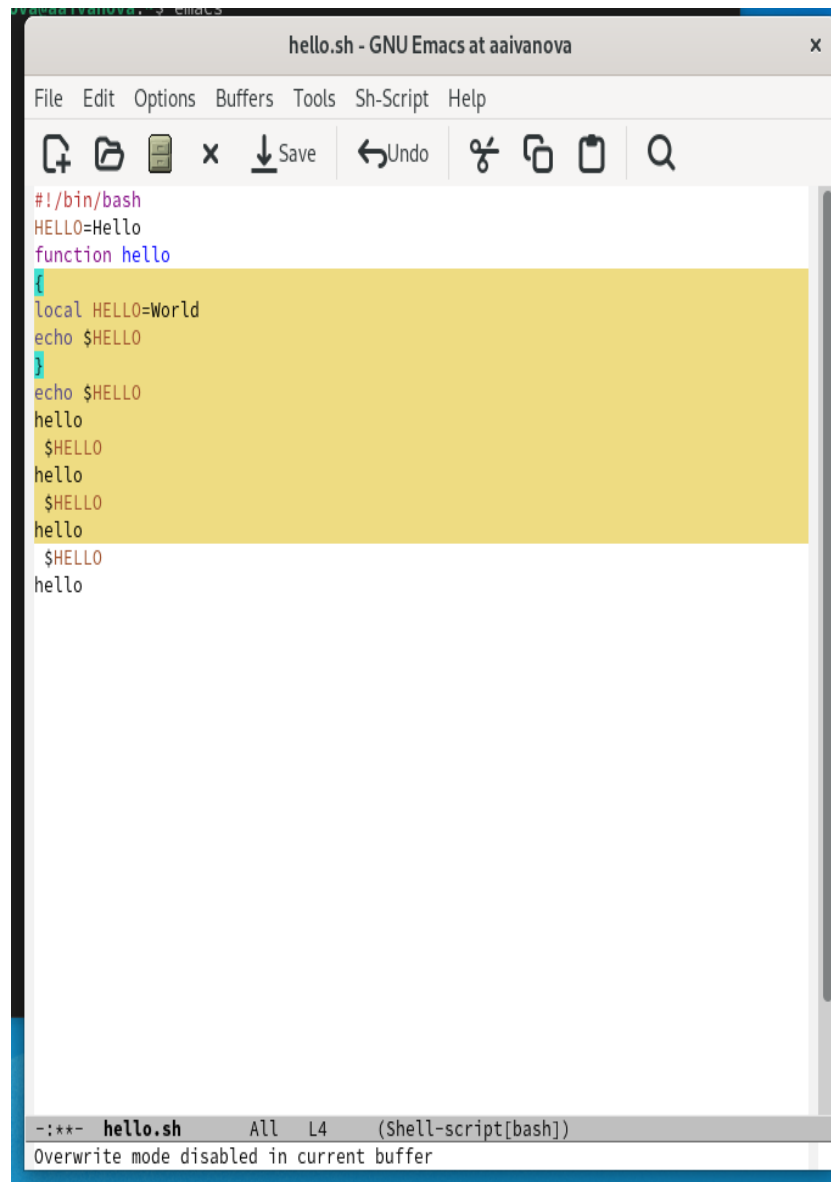 hello.sh - GNU Emacs at aaivanova
File Edit Options Buffers Tools Sh-Script Help
Save Undo
#!/bin/bash
HELLO=Hello
function hello
{
local HELLO=World
echo $HELLO
}
echo $HELLO
hello
 $HELLO
hello
 $HELLO
hello
 $HELLO
hello
-:**- hello.sh All L4 (Shell-script[bash])
Overwrite mode disabled in current buffer